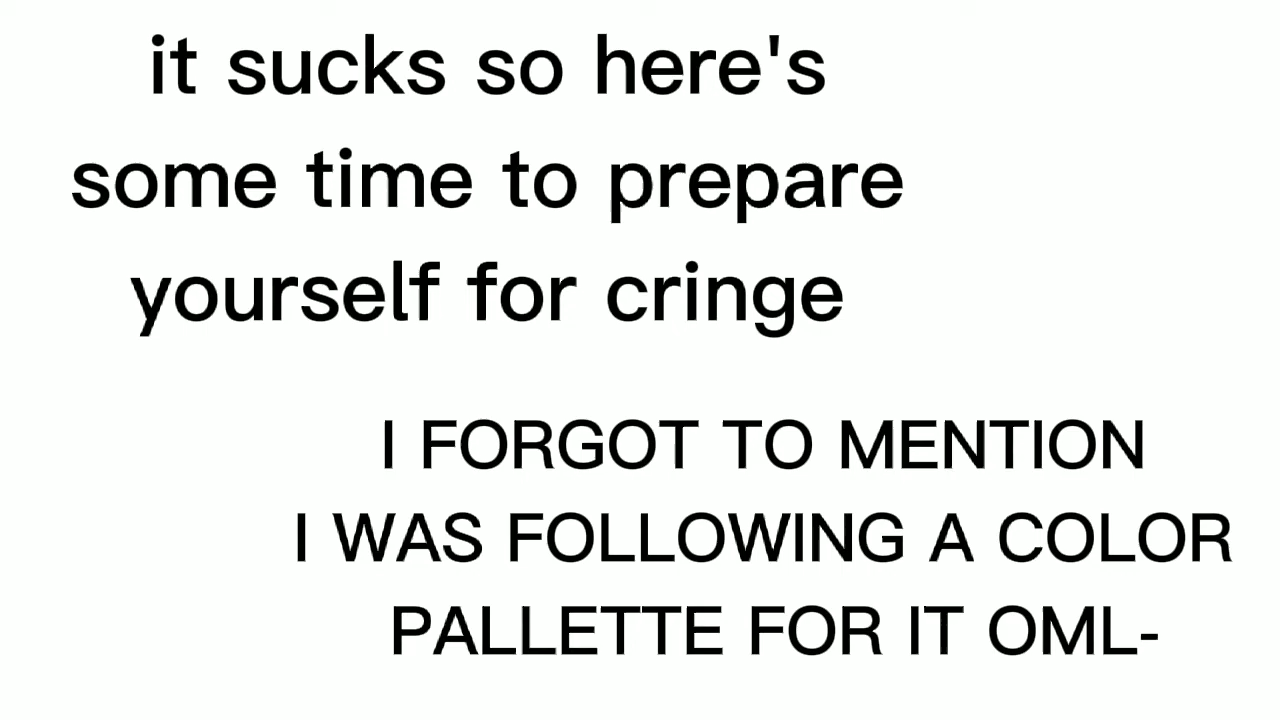 it sucks so here's
some time to prepare
yourself for cringe
I FORGOT TO MENTION
I WAS FOLLOWING A COLOR
PALLETTE FOR IT OML-